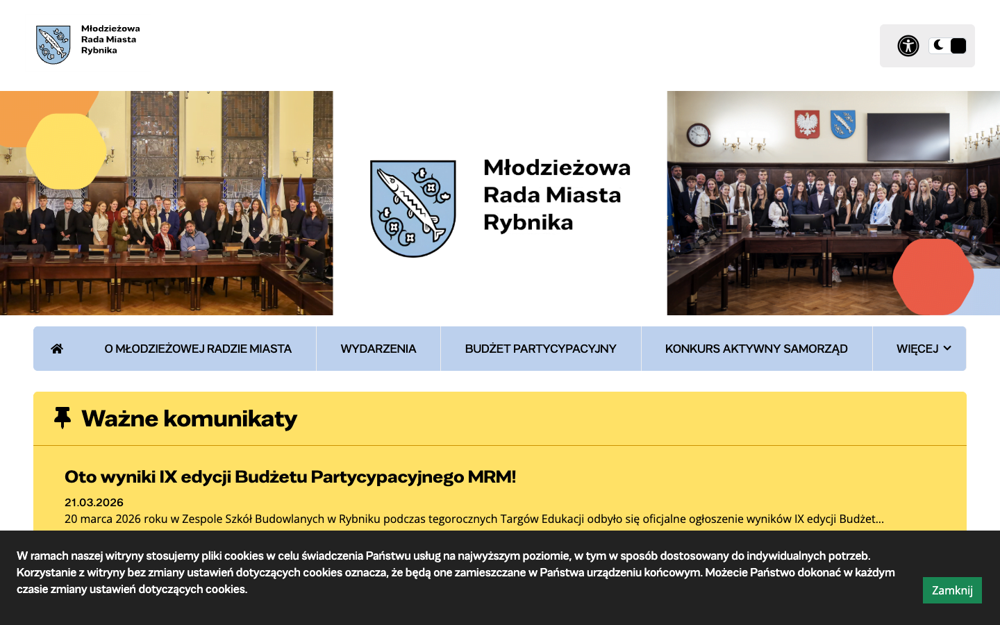 Młodzieżowa
Rada Miasta
Rybnika
Młodzieżowa
Rada Miasta
Rybnika
O MŁODZIEŻOWEJ RADZIE MIASTA
WYDARZENIA
BUDŻET PARTYCYPACYJNY
KONKURS AKTYWNY SAMORZĄD
WIĘCEJ
Ważne komunikaty
Oto wyniki IX edycji Budżetu Partycypacyjnego MRM!
21.03.2026
20 marca 2026 roku w Zespole Szkół Budowlanych w Rybniku podczas tegorocznych Targów Edukacji odbyło się oficjalne ogłoszenie wyników IX edycji Budżet...
W ramach naszej witryny stosujemy pliki cookies w celu świadczenia Państwu usług na najwyższym poziomie, w tym w sposób dostosowany do indywidualnych potrzeb.
Korzystanie z witryny bez zmiany ustawień dotyczących cookies oznacza, że będą one zamieszczane w Państwa urządzeniu końcowym. Możecie Państwo dokonać w każdym
czasie zmiany ustawień dotyczących cookies.
Zamknij